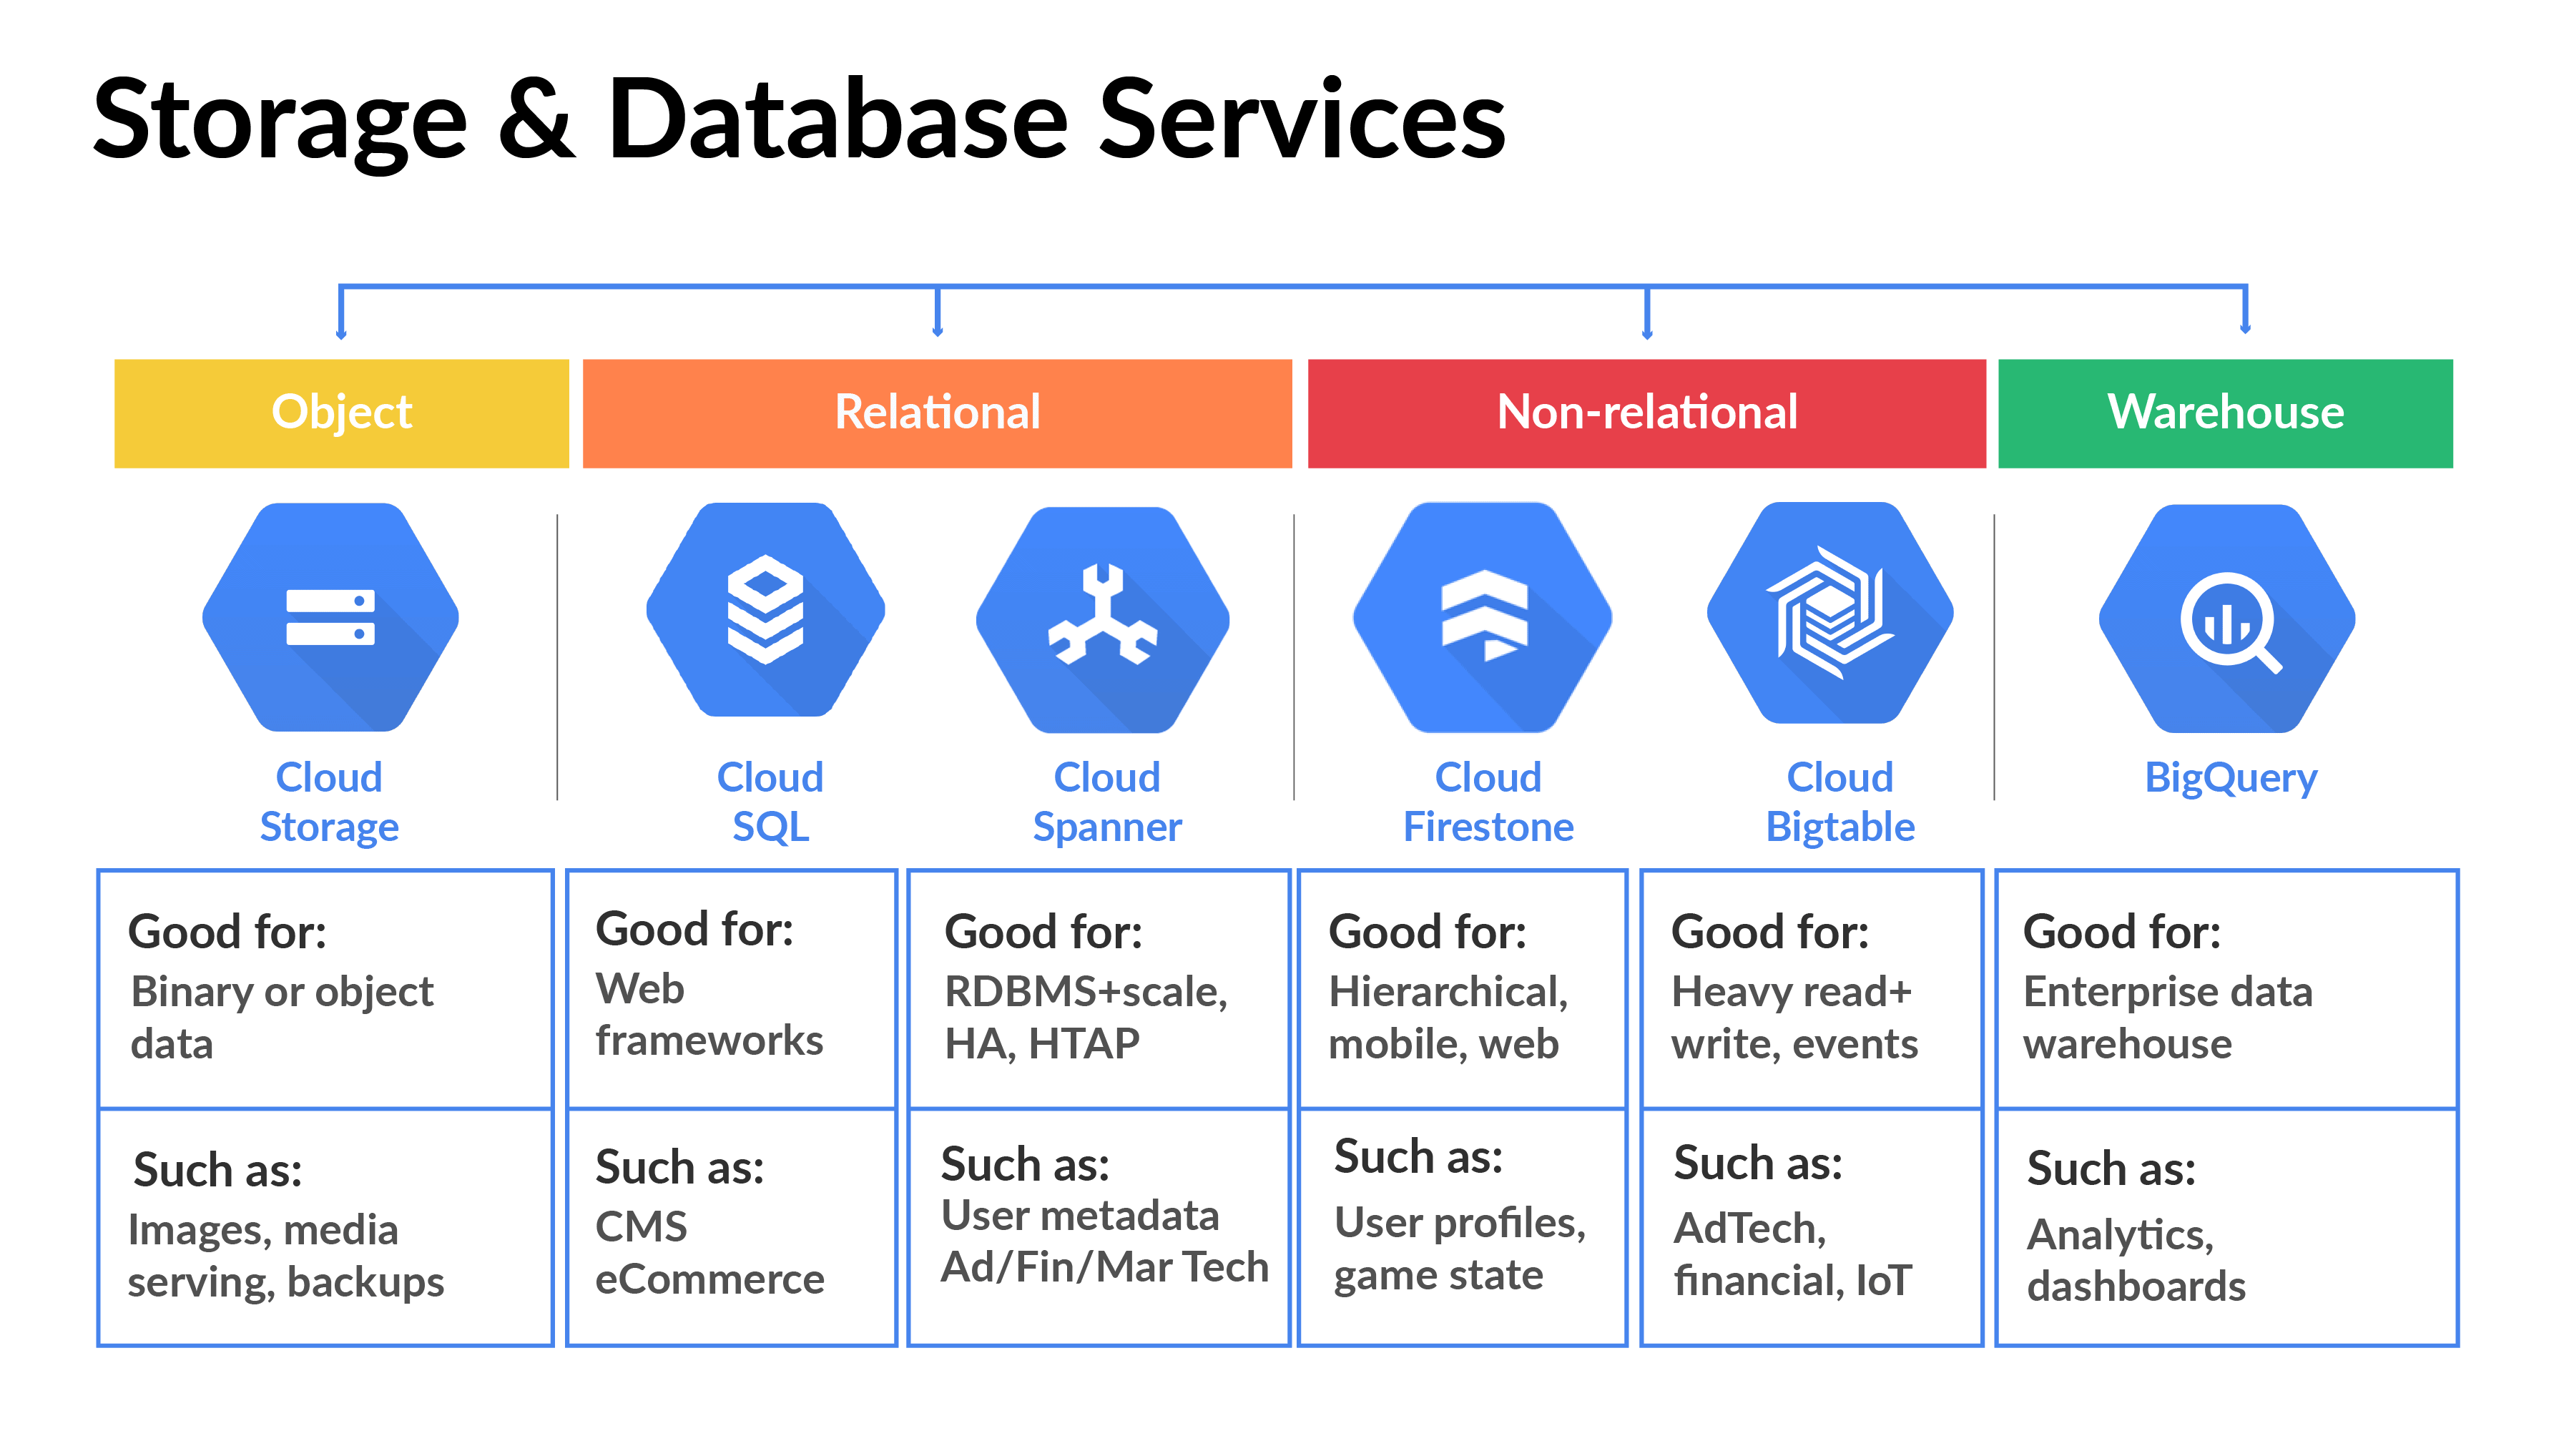 Storage & Database Services
Object
Relational
Non-relational
Warehouse
Cloud
Storage
Cloud
SQL
Cloud
Spanner
Cloud
Firestone
Cloud
Bigtable
BigQuery
Good for:
Binary or object
data
Good for:
Web
frameworks
Good for:
RDBMS+scale,
HA, HTAP
Good for:
Hierarchical,
mobile, web
Good for:
Heavy read+
write, events
Good for:
Enterprise data
warehouse
Such as:
Images, media
serving, backups
Such as:
CMS
eCommerce
Such as:
User metadata
Ad/Fin/Mar Tech
Such as:
User profiles,
game state
Such as:
AdTech,
financial, IoT
Such as:
Analytics,
dashboards